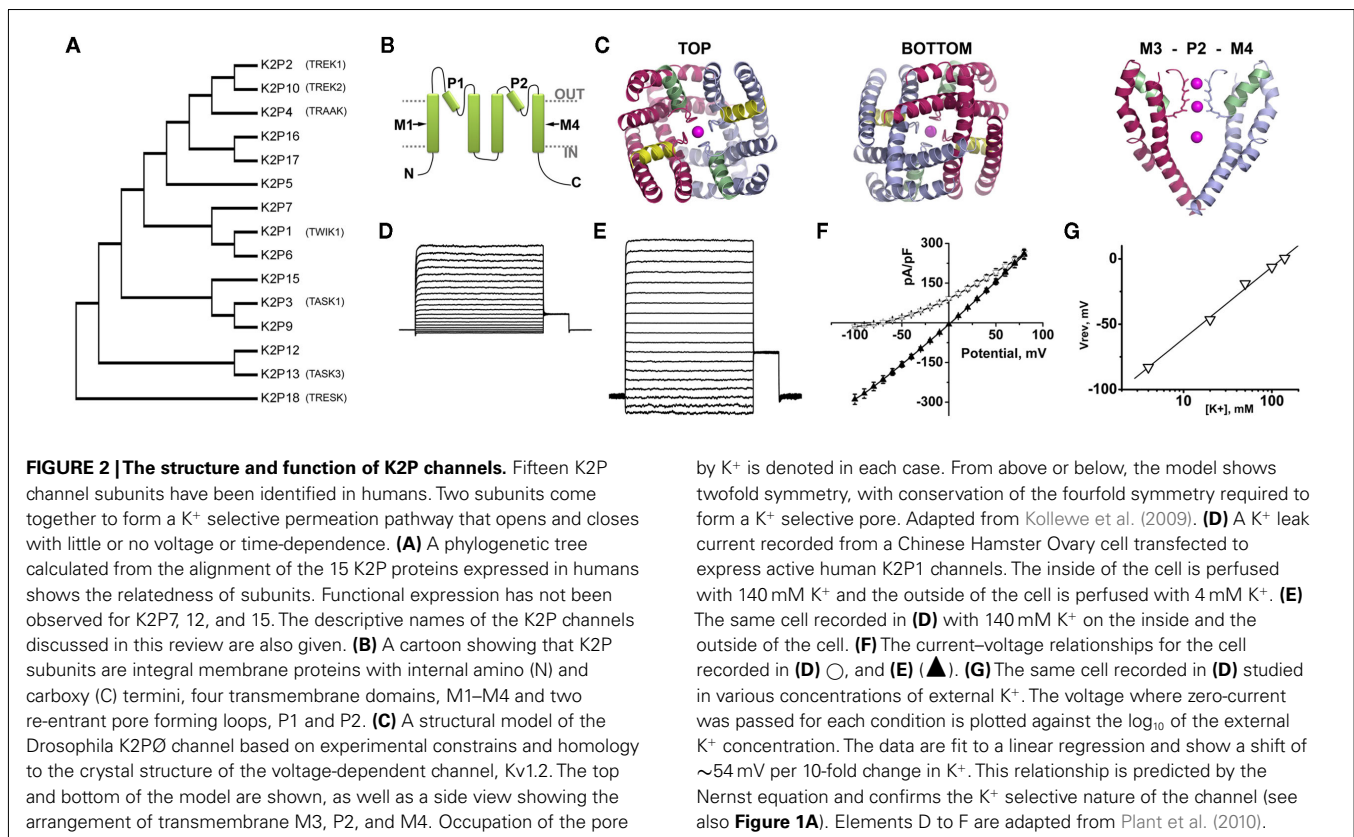 A
K2P2 (TREK1)
K2P10 (TREK2)
K2P4 (TRAAK)
K2P16
K2P17
K2P5
K2P7
K2P1 (TWIK1)
K2P6
K2P15
K2P3 (TASK1)
K2P9
K2P12
K2P13 (TASK3)
K2P18 (TRESK)
B
P1 P2
OUT
M1 M4
IN
N
C
C
TOP
BOTTOM
M3 - P2 - M4
D
E
F
pA/pF
300
150
-100 -50 50 100
Potential, mV
-150
-300
G
Vrev, mV
0
-50
-100
10 100
[K+], mM
FIGURE 2 | The structure and function of K2P channels. Fifteen K2P
channel subunits have been identified in humans. Two subunits come
together to form a K⁺ selective permeation pathway that opens and closes
with little or no voltage or time-dependence. (A) A phylogenetic tree
calculated from the alignment of the 15 K2P proteins expressed in humans
shows the relatedness of subunits. Functional expression has not been
observed for K2P7, 12, and 15. The descriptive names of the K2P channels
discussed in this review are also given. (B) A cartoon showing that K2P
subunits are integral membrane proteins with internal amino (N) and
carboxy (C) termini, four transmembrane domains, M1–M4 and two
re-entrant pore forming loops, P1 and P2. (C) A structural model of the
Drosophila K2PØ channel based on experimental constrains and homology
to the crystal structure of the voltage-dependent channel, Kv1.2. The top
and bottom of the model are shown, as well as a side view showing the
arrangement of transmembrane M3, P2, and M4. Occupation of the pore
by K⁺ is denoted in each case. From above or below, the model shows
twofold symmetry, with conservation of the fourfold symmetry required to
form a K⁺ selective pore. Adapted from Kollewe et al. (2009). (D) A K⁺ leak
current recorded from a Chinese Hamster Ovary cell transfected to
express active human K2P1 channels. The inside of the cell is perfused
with 140 mM K⁺ and the outside of the cell is perfused with 4 mM K⁺. (E)
The same cell recorded in (D) with 140 mM K⁺ on the inside and the
outside of the cell. (F) The current–voltage relationships for the cell
recorded in (D) ○, and (E) (▲). (G) The same cell recorded in (D) studied
in various concentrations of external K⁺. The voltage where zero-current
was passed for each condition is plotted against the log₁₀ of the external
K⁺ concentration. The data are fit to a linear regression and show a shift of
∼54 mV per 10-fold change in K⁺. This relationship is predicted by the
Nernst equation and confirms the K⁺ selective nature of the channel (see
also Figure 1A). Elements D to F are adapted from Plant et al. (2010).